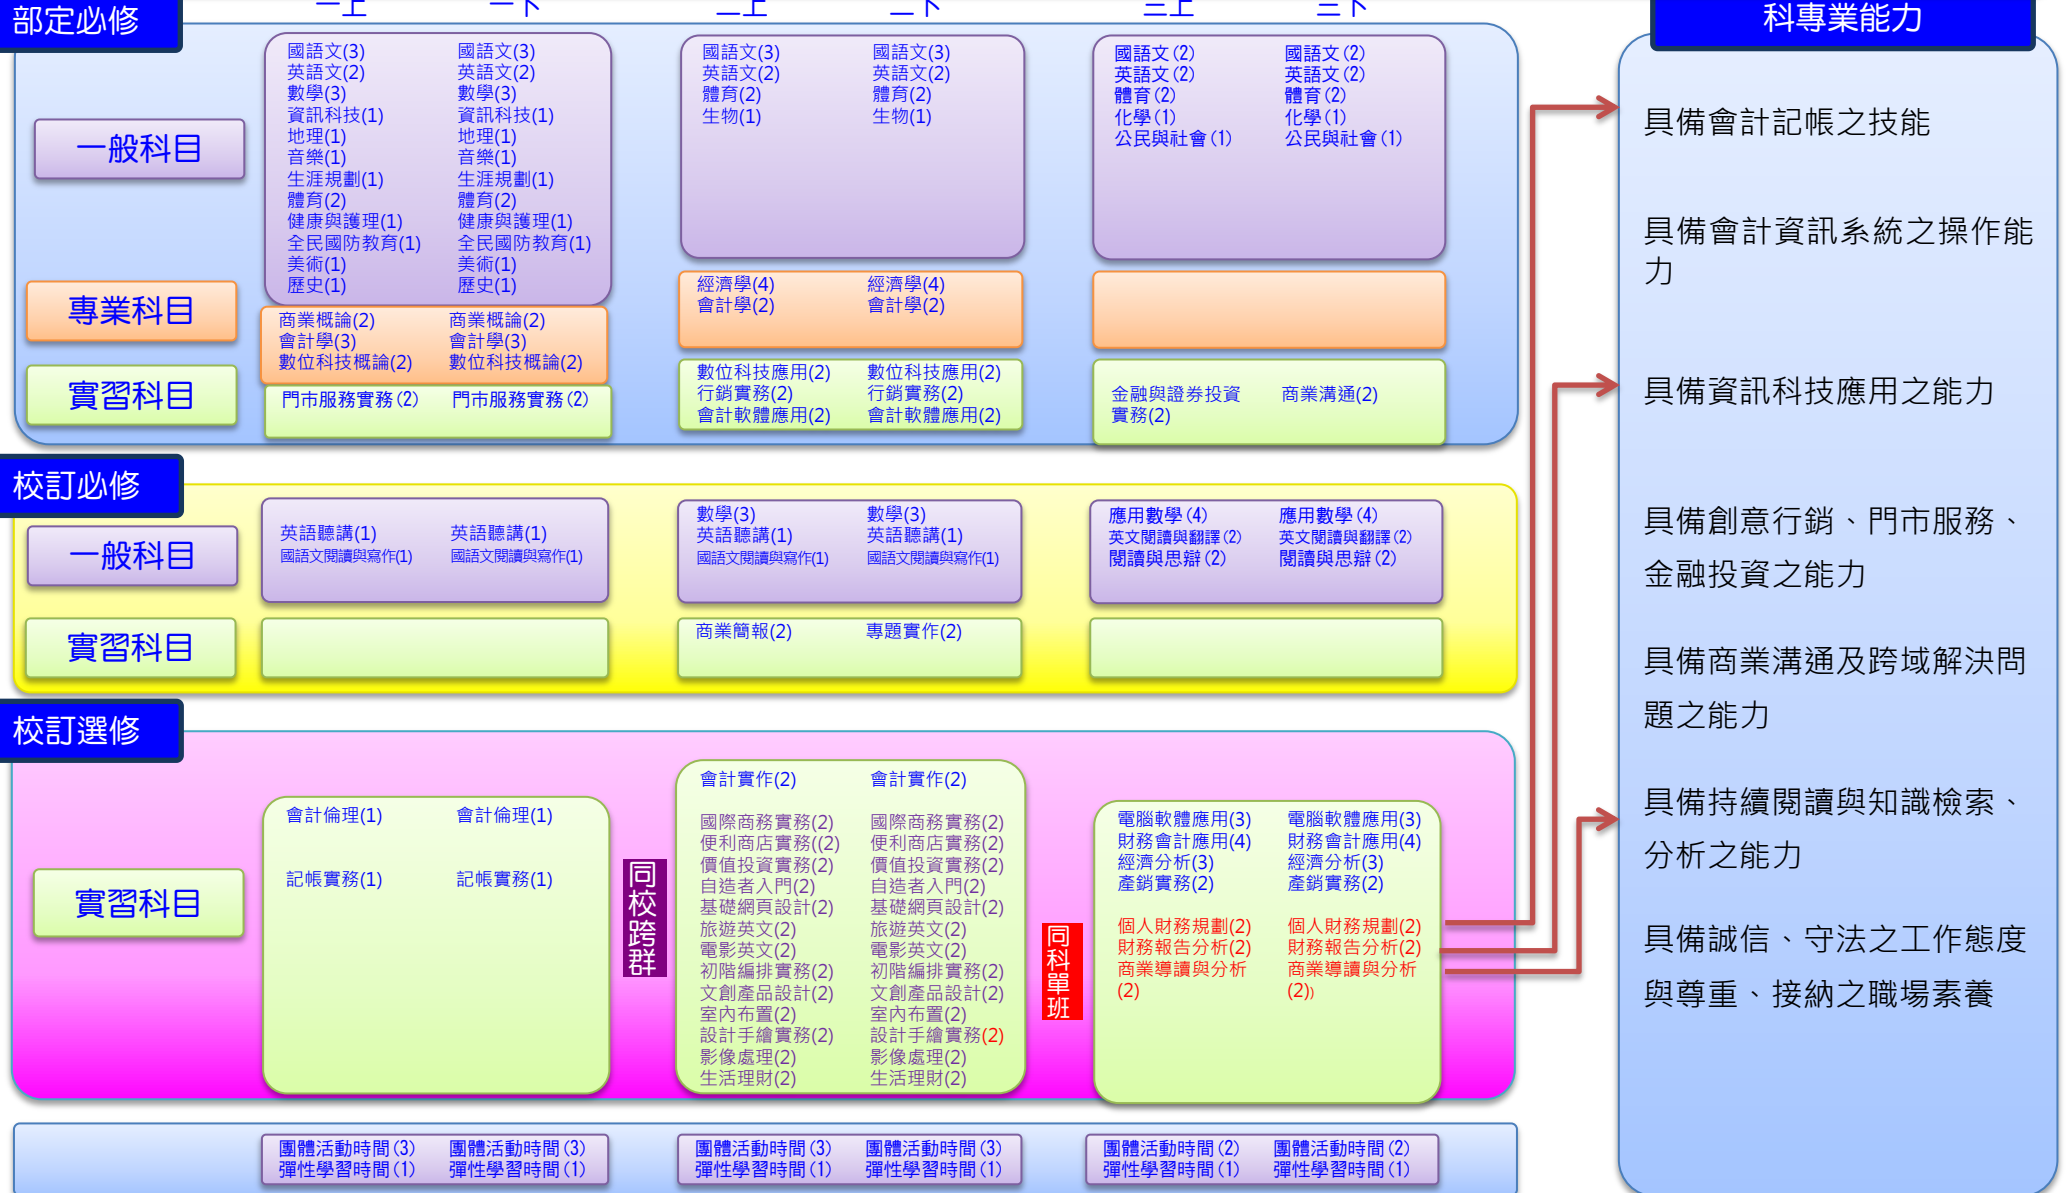 一上 一下 二上 二下 三上 三下
部定必修
科專業能力
國語文(3) 國語文(3) 國語文(3) 國語文(3) 國語文(2) 國語文(2)
英語文(2) 英語文(2) 英語文(2) 英語文(2) 英語文(2) 英語文(2)
數學(3) 數學(3) 體育(2) 體育(2) 體育(2) 體育(2)
資訊科技(1) 資訊科技(1) 生物(1) 生物(1) 化學(1) 化學(1)
地理(1) 地理(1) 公民與社會(1) 公民與社會(1)
一般科目
音樂(1) 音樂(1)
生涯規劃(1) 生涯規劃(1)
體育(2) 體育(2)
健康與護理(1) 健康與護理(1)
全民國防教育(1) 全民國防教育(1)
美術(1) 美術(1)
歷史(1) 歷史(1)
專業科目
商業概論(2) 商業概論(2) 經濟學(4) 經濟學(4)
會計學(3) 會計學(3) 會計學(2) 會計學(2)
數位科技概論(2) 數位科技概論(2)
實習科目
門市服務實務(2) 門市服務實務(2)
數位科技應用(2) 數位科技應用(2)
行銷實務(2) 行銷實務(2)
會計軟體應用(2) 會計軟體應用(2)
金融與證券投資 商業溝通(2)
實務(2)
校訂必修
一般科目
英語聽講(1) 英語聽講(1)
國語文閱讀與寫作(1) 國語文閱讀與寫作(1)
數學(3) 數學(3)
英語聽講(1) 英語聽講(1)
國語文閱讀與寫作(1) 國語文閱讀與寫作(1)
應用數學(4) 應用數學(4)
英文閱讀與翻譯(2) 英文閱讀與翻譯(2)
閱讀與思辯(2) 閱讀與思辯(2)
實習科目
商業簡報(2) 專題實作(2)
校訂選修
實習科目
會計倫理(1) 會計倫理(1)
記帳實務(1) 記帳實務(1)
同校跨群
會計實作(2) 會計實作(2)
國際商務實務(2) 國際商務實務(2)
便利商店實務((2) 便利商店實務(2)
價值投資實務(2) 價值投資實務(2)
自造者入門(2) 自造者入門(2)
基礎網頁設計(2) 基礎網頁設計(2)
旅遊英文(2) 旅遊英文(2)
電影英文(2) 電影英文(2)
初階編排實務(2) 初階編排實務(2)
文創產品設計(2) 文創產品設計(2)
室內布置(2) 室內布置(2)
設計手繪實務(2) 設計手繪實務(2)
影像處理(2) 影像處理(2)
生活理財(2) 生活理財(2)
同科單班
電腦軟體應用(3) 電腦軟體應用(3)
財務會計應用(4) 財務會計應用(4)
經濟分析(3) 經濟分析(3)
產銷實務(2) 產銷實務(2)
個人財務規劃(2) 個人財務規劃(2)
財務報告分析(2) 財務報告分析(2)
商業導讀與分析 商業導讀與分析
(2) (2))
團體活動時間(3) 團體活動時間(3) 團體活動時間(3) 團體活動時間(3) 團體活動時間(2) 團體活動時間(2)
彈性學習時間(1) 彈性學習時間(1) 彈性學習時間(1) 彈性學習時間(1) 彈性學習時間(1) 彈性學習時間(1)
具備會計記帳之技能
具備會計資訊系統之操作能
力
具備資訊科技應用之能力
具備創意行銷、門市服務、
金融投資之能力
具備商業溝通及跨域解決問
題之能力
具備持續閱讀與知識檢索、
分析之能力
具備誠信、守法之工作態度
與尊重、接納之職場素養